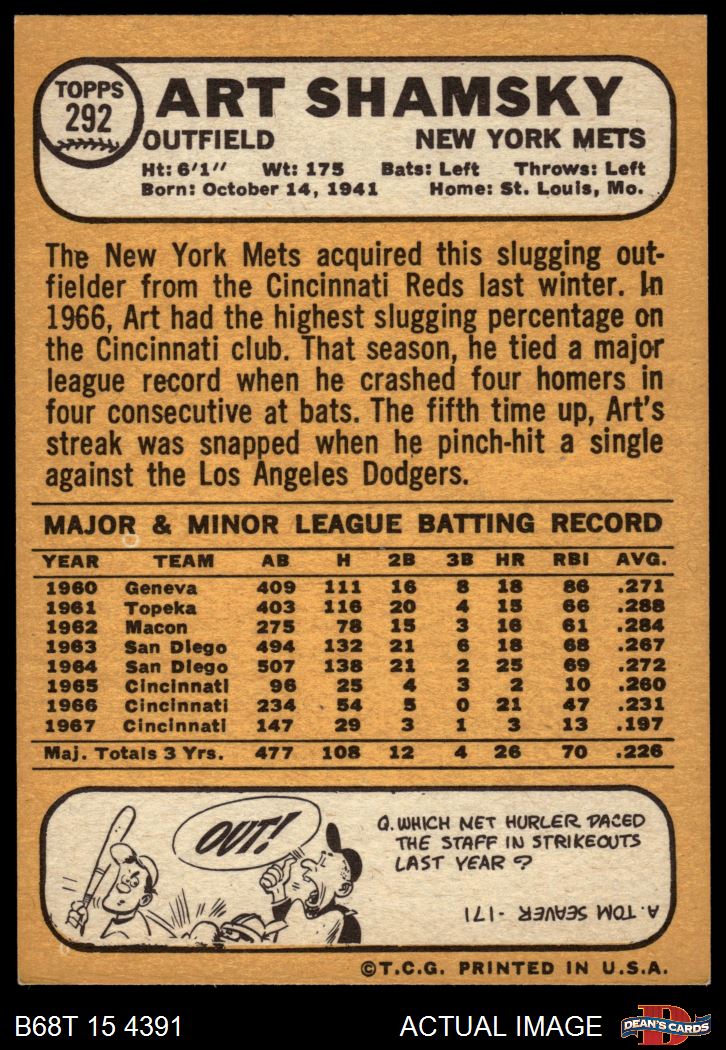 TOPPS
292
ART SHAMSKY
OUTFIELD NEW YORK METS
Ht: 6'1" Wt: 175 Bats: Left Throws: Left
Born: October 14, 1941 Home: St. Louis, Mo.
The New York Mets acquired this slugging out-
fielder from the Cincinnati Reds last winter. In
1966, Art had the highest slugging percentage on
the Cincinnati club. That season, he tied a major
league record when he crashed four homers in
four consecutive at bats. The fifth time up, Art's
streak was snapped when he pinch-hit a single
against the Los Angeles Dodgers.
MAJOR & MINOR LEAGUE BATTING RECORD
YEAR TEAM AB H 2B 3B HR RBI AVG.
1960 Geneva 409 111 16 8 18 86 .271
1961 Topeka 403 116 20 4 15 66 .288
1962 Macon 275 78 15 3 16 61 .284
1963 San Diego 494 132 21 6 18 68 .267
1964 San Diego 507 138 21 2 25 69 .272
1965 Cincinnati 96 25 4 3 2 10 .260
1966 Cincinnati 234 54 5 0 21 47 .231
1967 Cincinnati 147 29 3 1 3 13 .197
Maj. Totals 3 Yrs. 477 108 12 4 26 70 .226
OUT!
Q. WHICH MET HURLER PACED
THE STAFF IN STRIKEOUTS
LAST YEAR?
A. TOM SEAVER - 171
©T.C.G. PRINTED IN U.S.A.
B68T 15 4391 ACTUAL IMAGE
D
DEAN'S CARDS